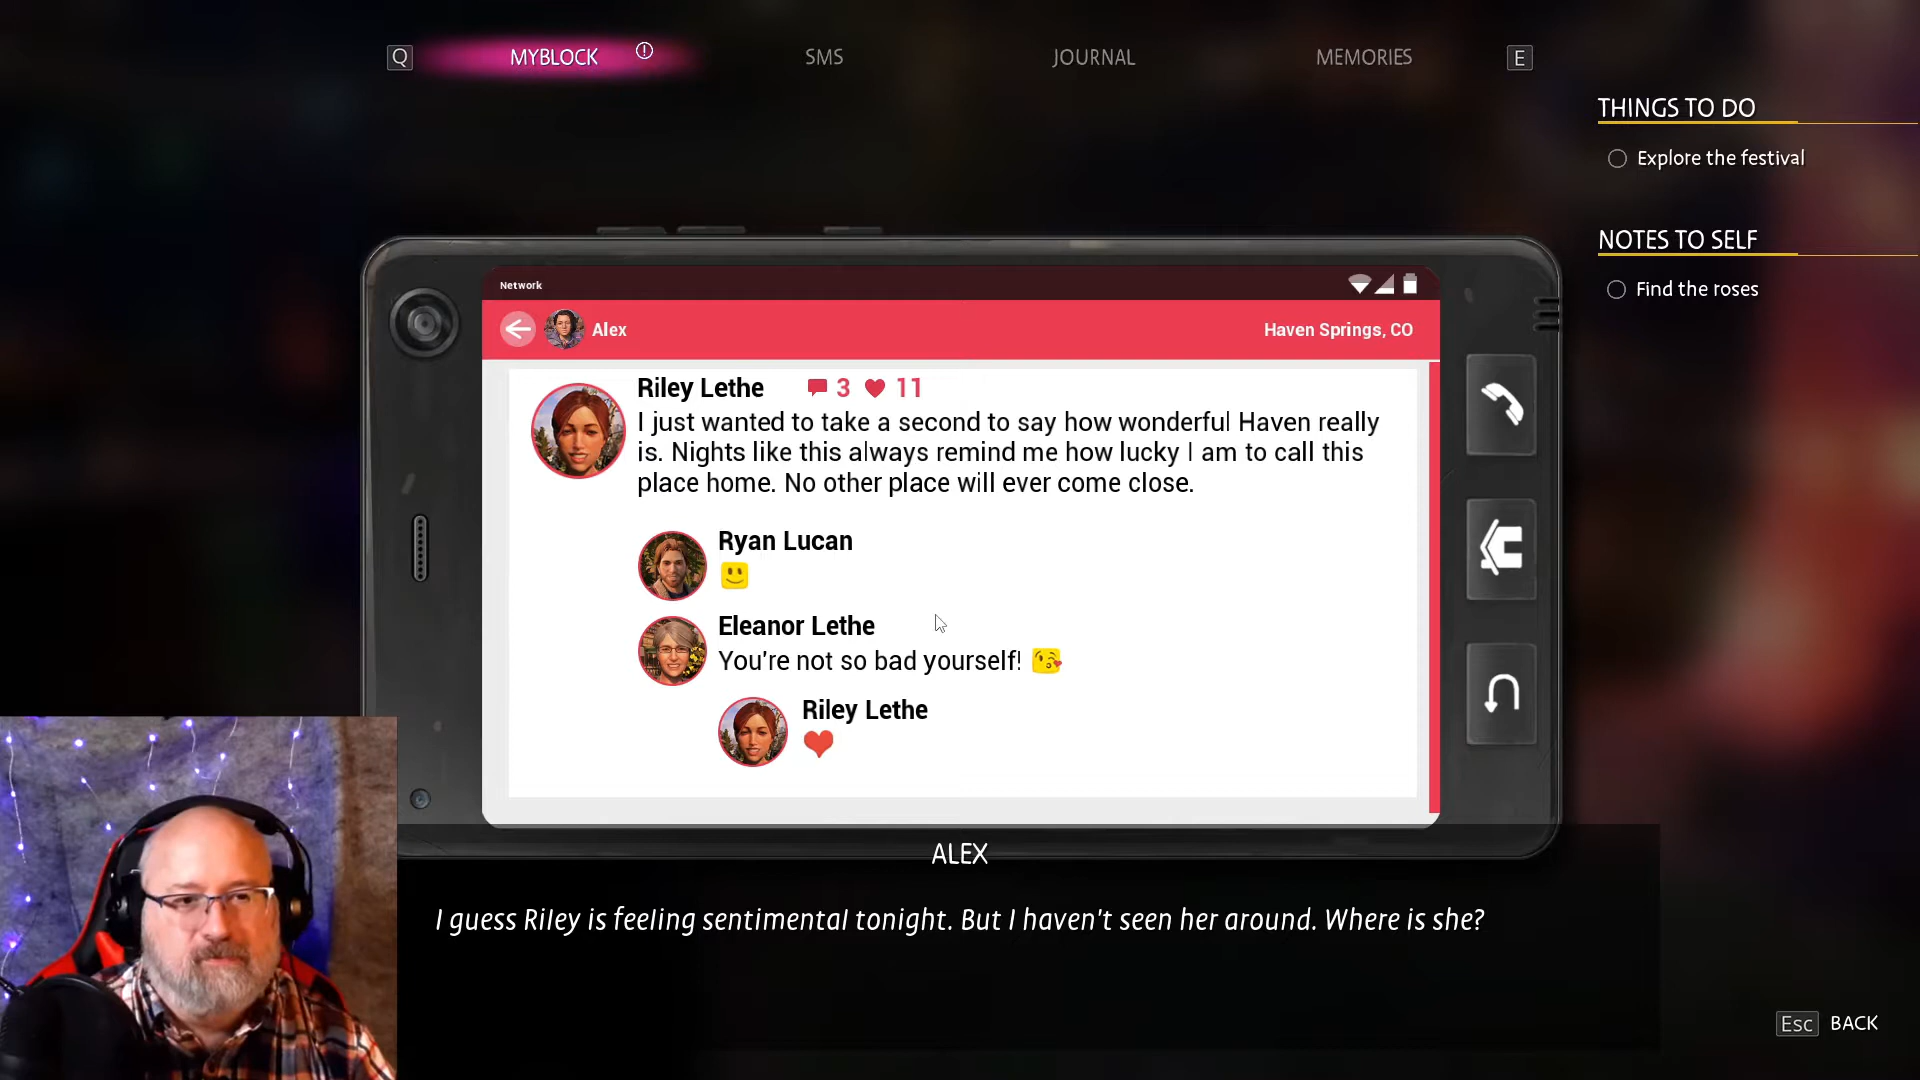 Q
MYBLOCK
SMS
JOURNAL
MEMORIES
E
THINGS TO DO
Explore the festival
NOTES TO SELF
Find the roses
Network
Alex
Haven Springs, CO
Riley Lethe 3 11
I just wanted to take a second to say how wonderful Haven really
is. Nights like this always remind me how lucky I am to call this
place home. No other place will ever come close.
Ryan Lucan
Eleanor Lethe
You're not so bad yourself!
Riley Lethe
ALEX
I guess Riley is feeling sentimental tonight. But I haven't seen her around. Where is she?
Esc BACK